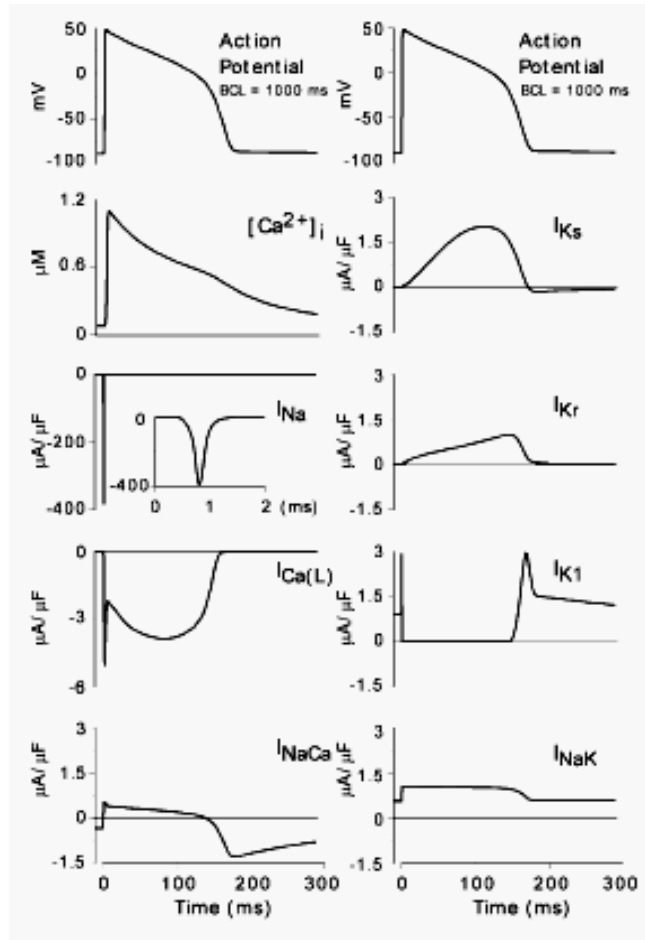 50
0
-50
-100
mV
Action
Potential
BCL = 1000 ms
50
0
-50
-100
mV
Action
Potential
BCL = 1000 ms
1.2
0.6
0
μM
[Ca2+]i
3
1.5
0
-1.5
μA/ μF
IKs
0
-200
-400
μA/ μF
INa
0
-400
0 1 2 (ms)
3
1.5
0
-1.5
μA/ μF
IKr
0
-3
-6
μA/ μF
ICa(L)
3
1.5
0
-1.5
μA/ μF
IK1
3
1.5
0
-1.5
μA/ μF
INaCa
0 100 200 300
Time (ms)
3
1.5
0
-1.5
μA/ μF
INaK
0 100 200 300
Time (ms)